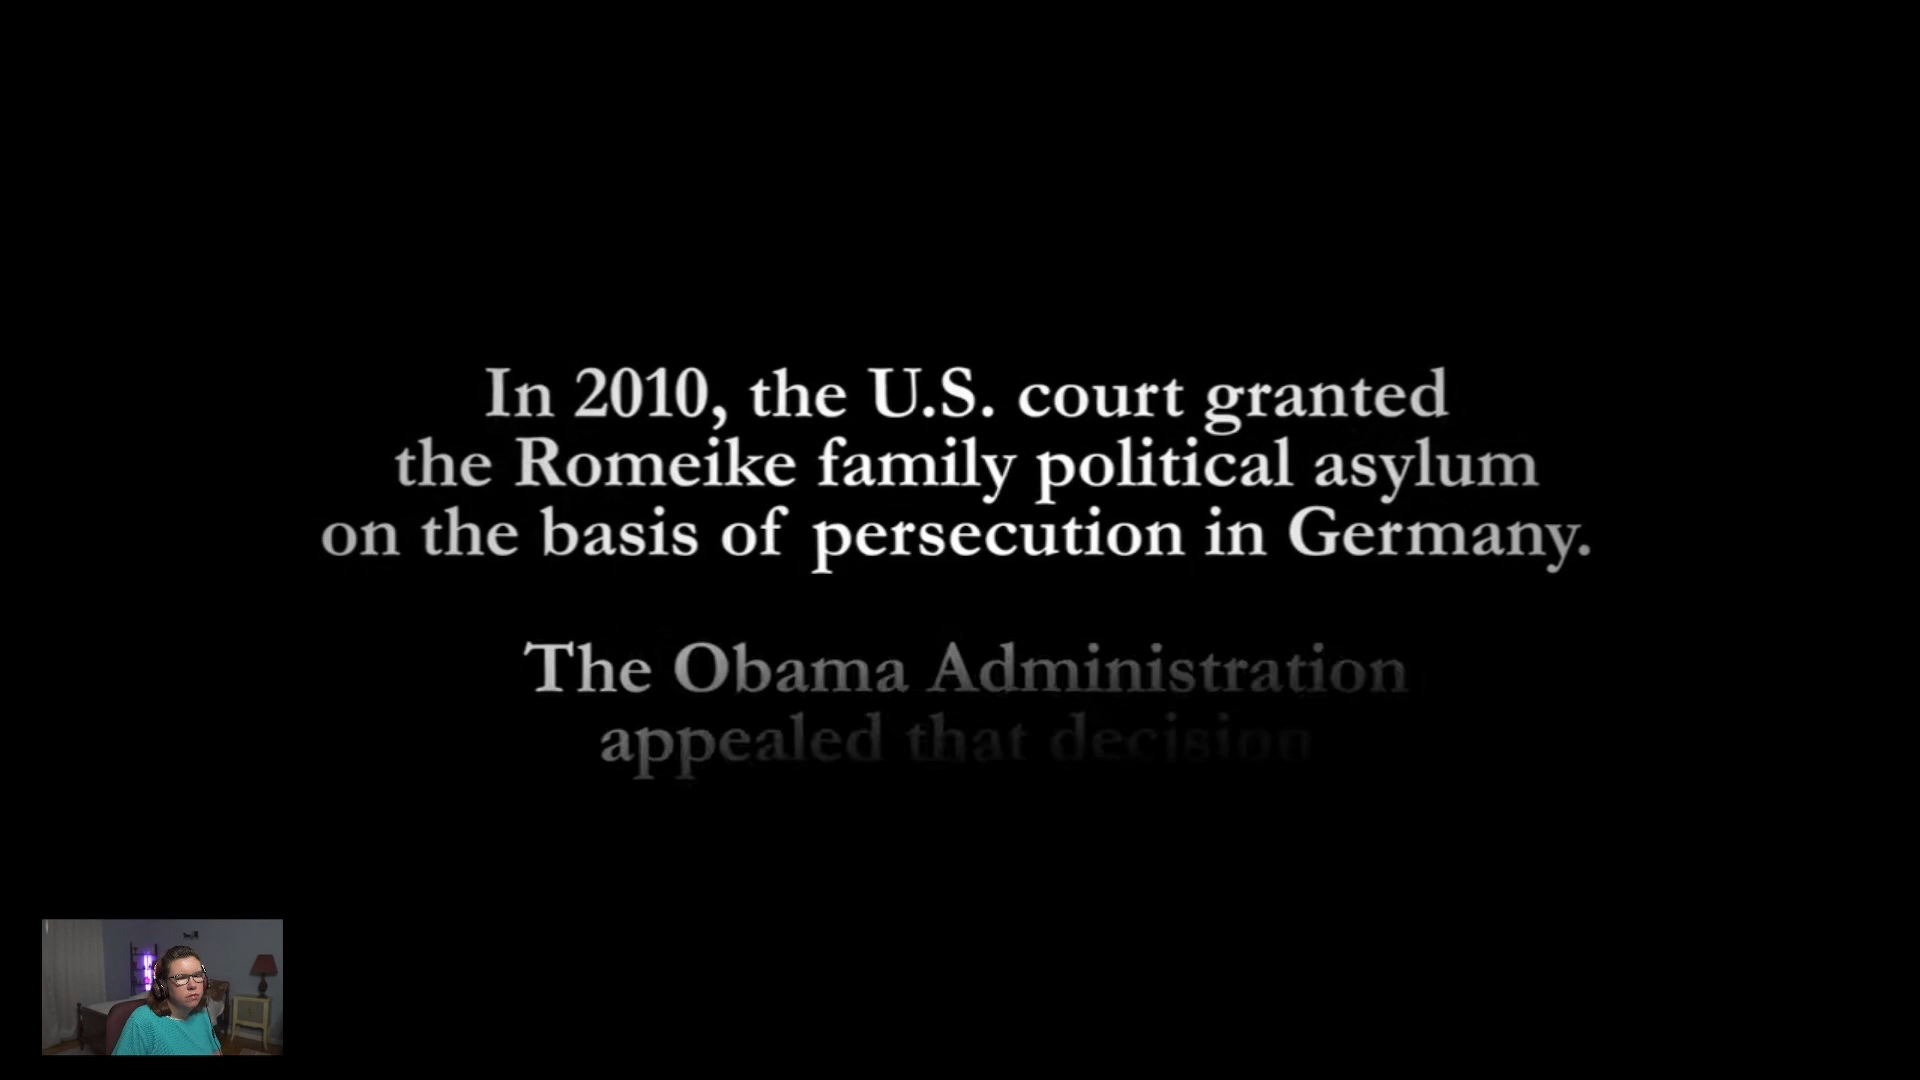 In 2010, the U.S. court granted
the Romeike family political asylum
on the basis of persecution in Germany.
The Obama Administration
appealed that decision